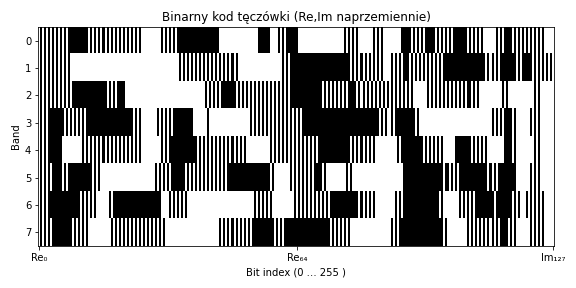 Binarny kod tęczówki (Re,Im naprzemiennie)
Band
0
1
2
3
4
5
6
7
Re₀ Re₆₄ Im₁₂₇
Bit index (0 ... 255 )